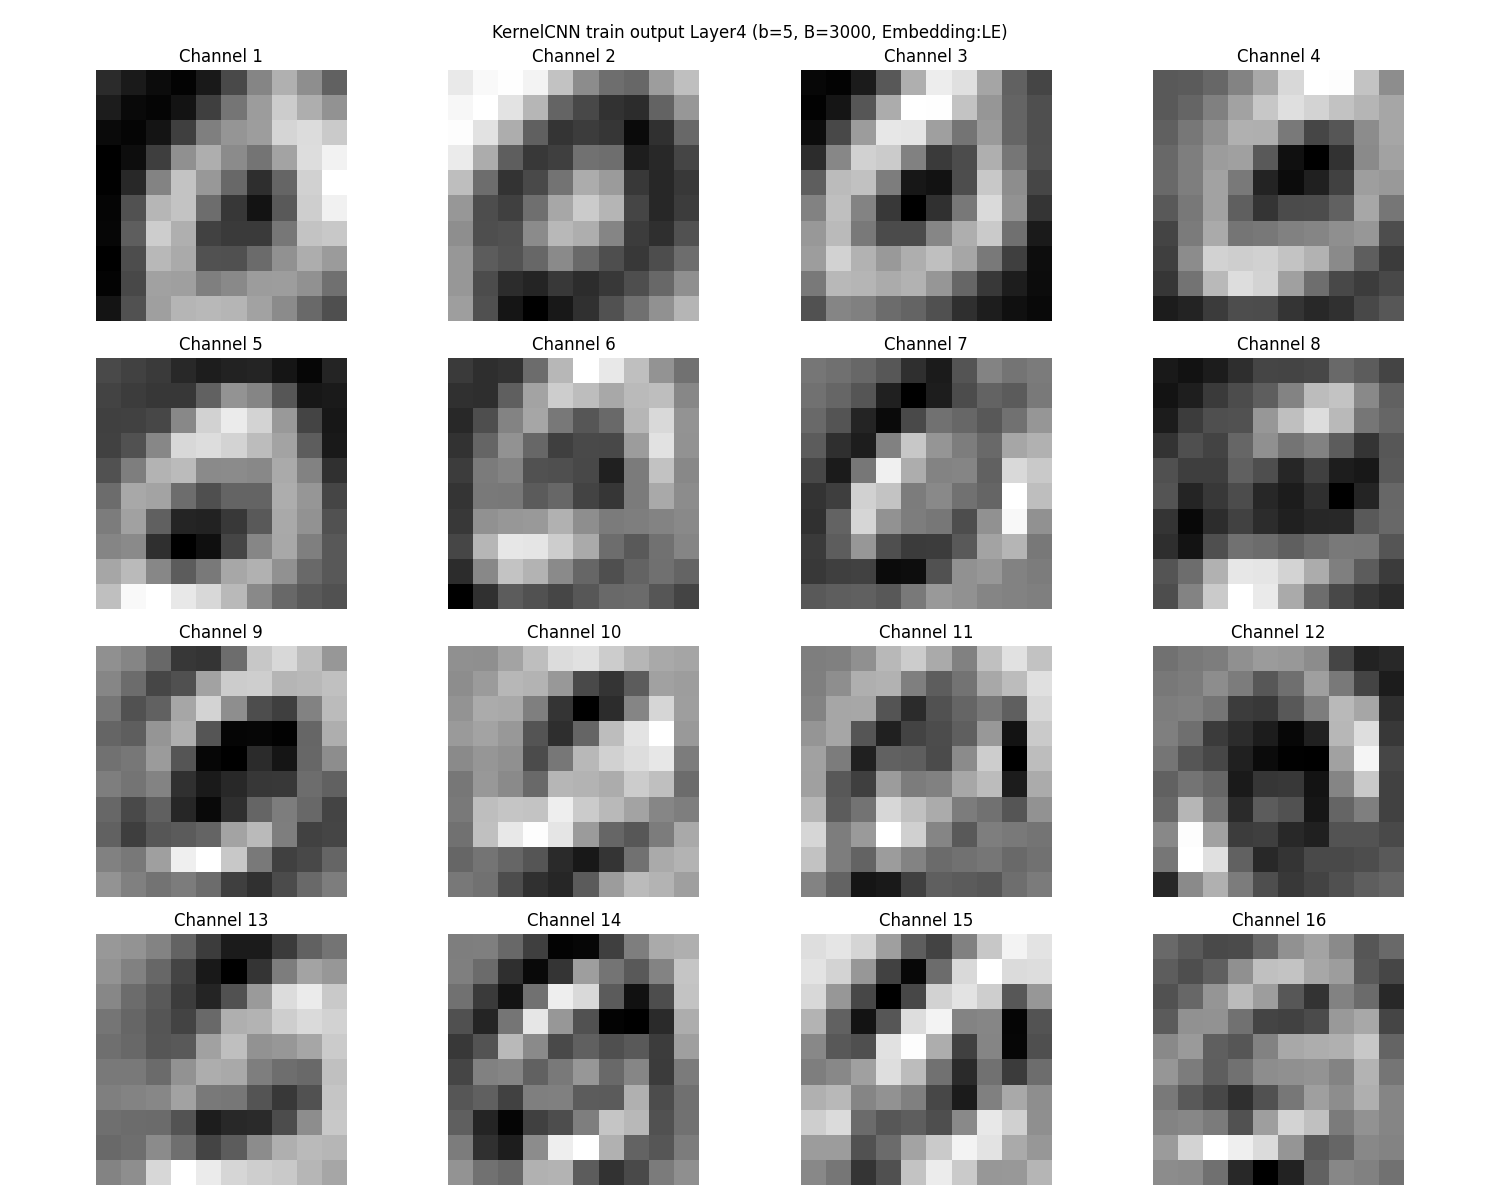 KernelCNN train output Layer4 (b=5, B=3000, Embedding:LE)
Channel 1
Channel 2
Channel 3
Channel 4
Channel 5
Channel 6
Channel 7
Channel 8
Channel 9
Channel 10
Channel 11
Channel 12
Channel 13
Channel 14
Channel 15
Channel 16